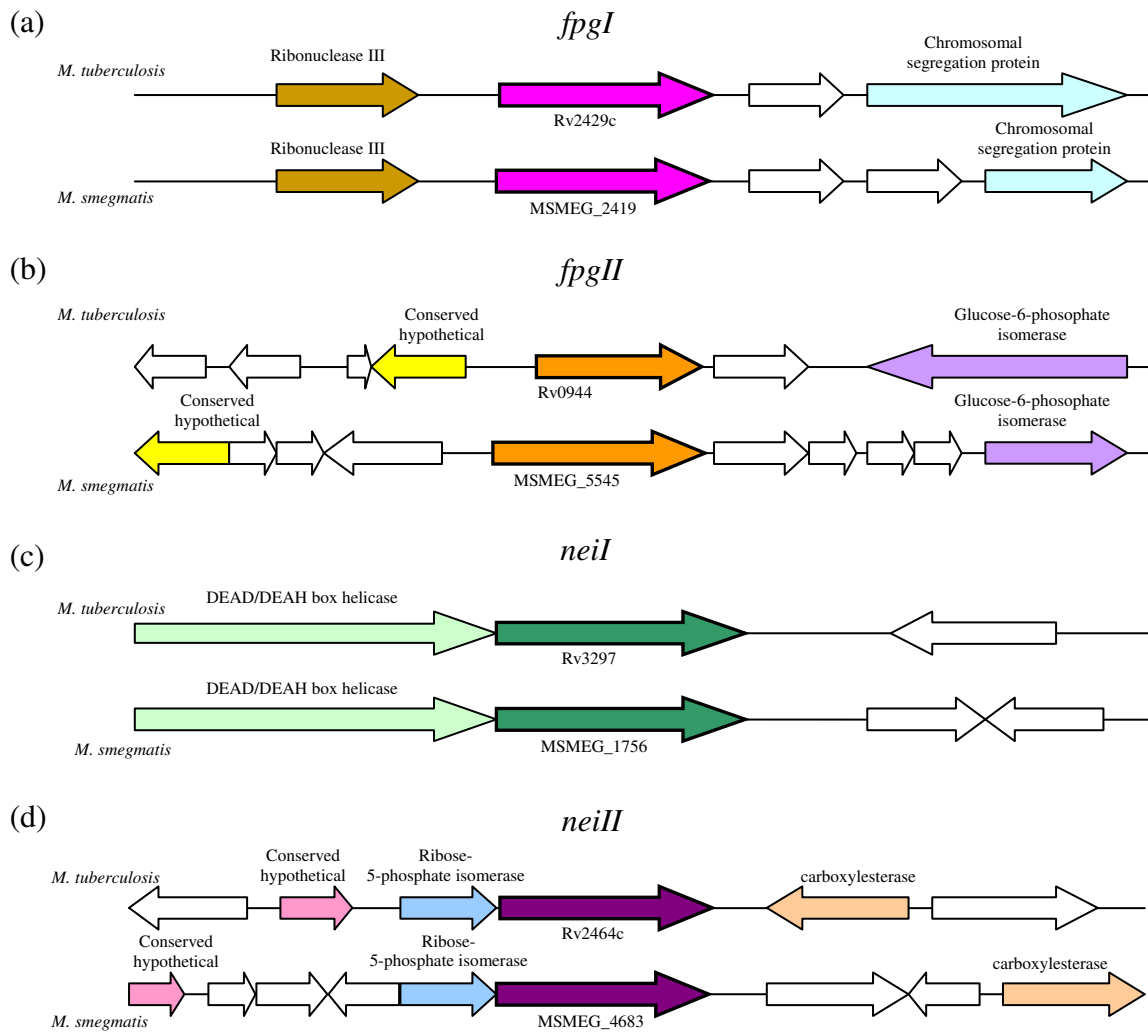 (a)
fpgI
M. tuberculosis
Ribonuclease III
Chromosomal
segregation protein
Rv2429c
Ribonuclease III
Chromosomal
segregation protein
M. smegmatis
MSMEG_2419
(b)
fpgII
M. tuberculosis
Conserved
hypothetical
Glucose-6-phosphate
isomerase
Rv0944
Conserved
hypothetical
Glucose-6-phosphate
isomerase
M. smegmatis
MSMEG_5545
(c)
neiI
M. tuberculosis
DEAD/DEAH box helicase
Rv3297
DEAD/DEAH box helicase
M. smegmatis
MSMEG_1756
(d)
neiII
M. tuberculosis
Conserved
hypothetical
Ribose-
5-phosphate isomerase
carboxylesterase
Rv2464c
Conserved
hypothetical
Ribose-
5-phosphate isomerase
carboxylesterase
M. smegmatis
MSMEG_4683